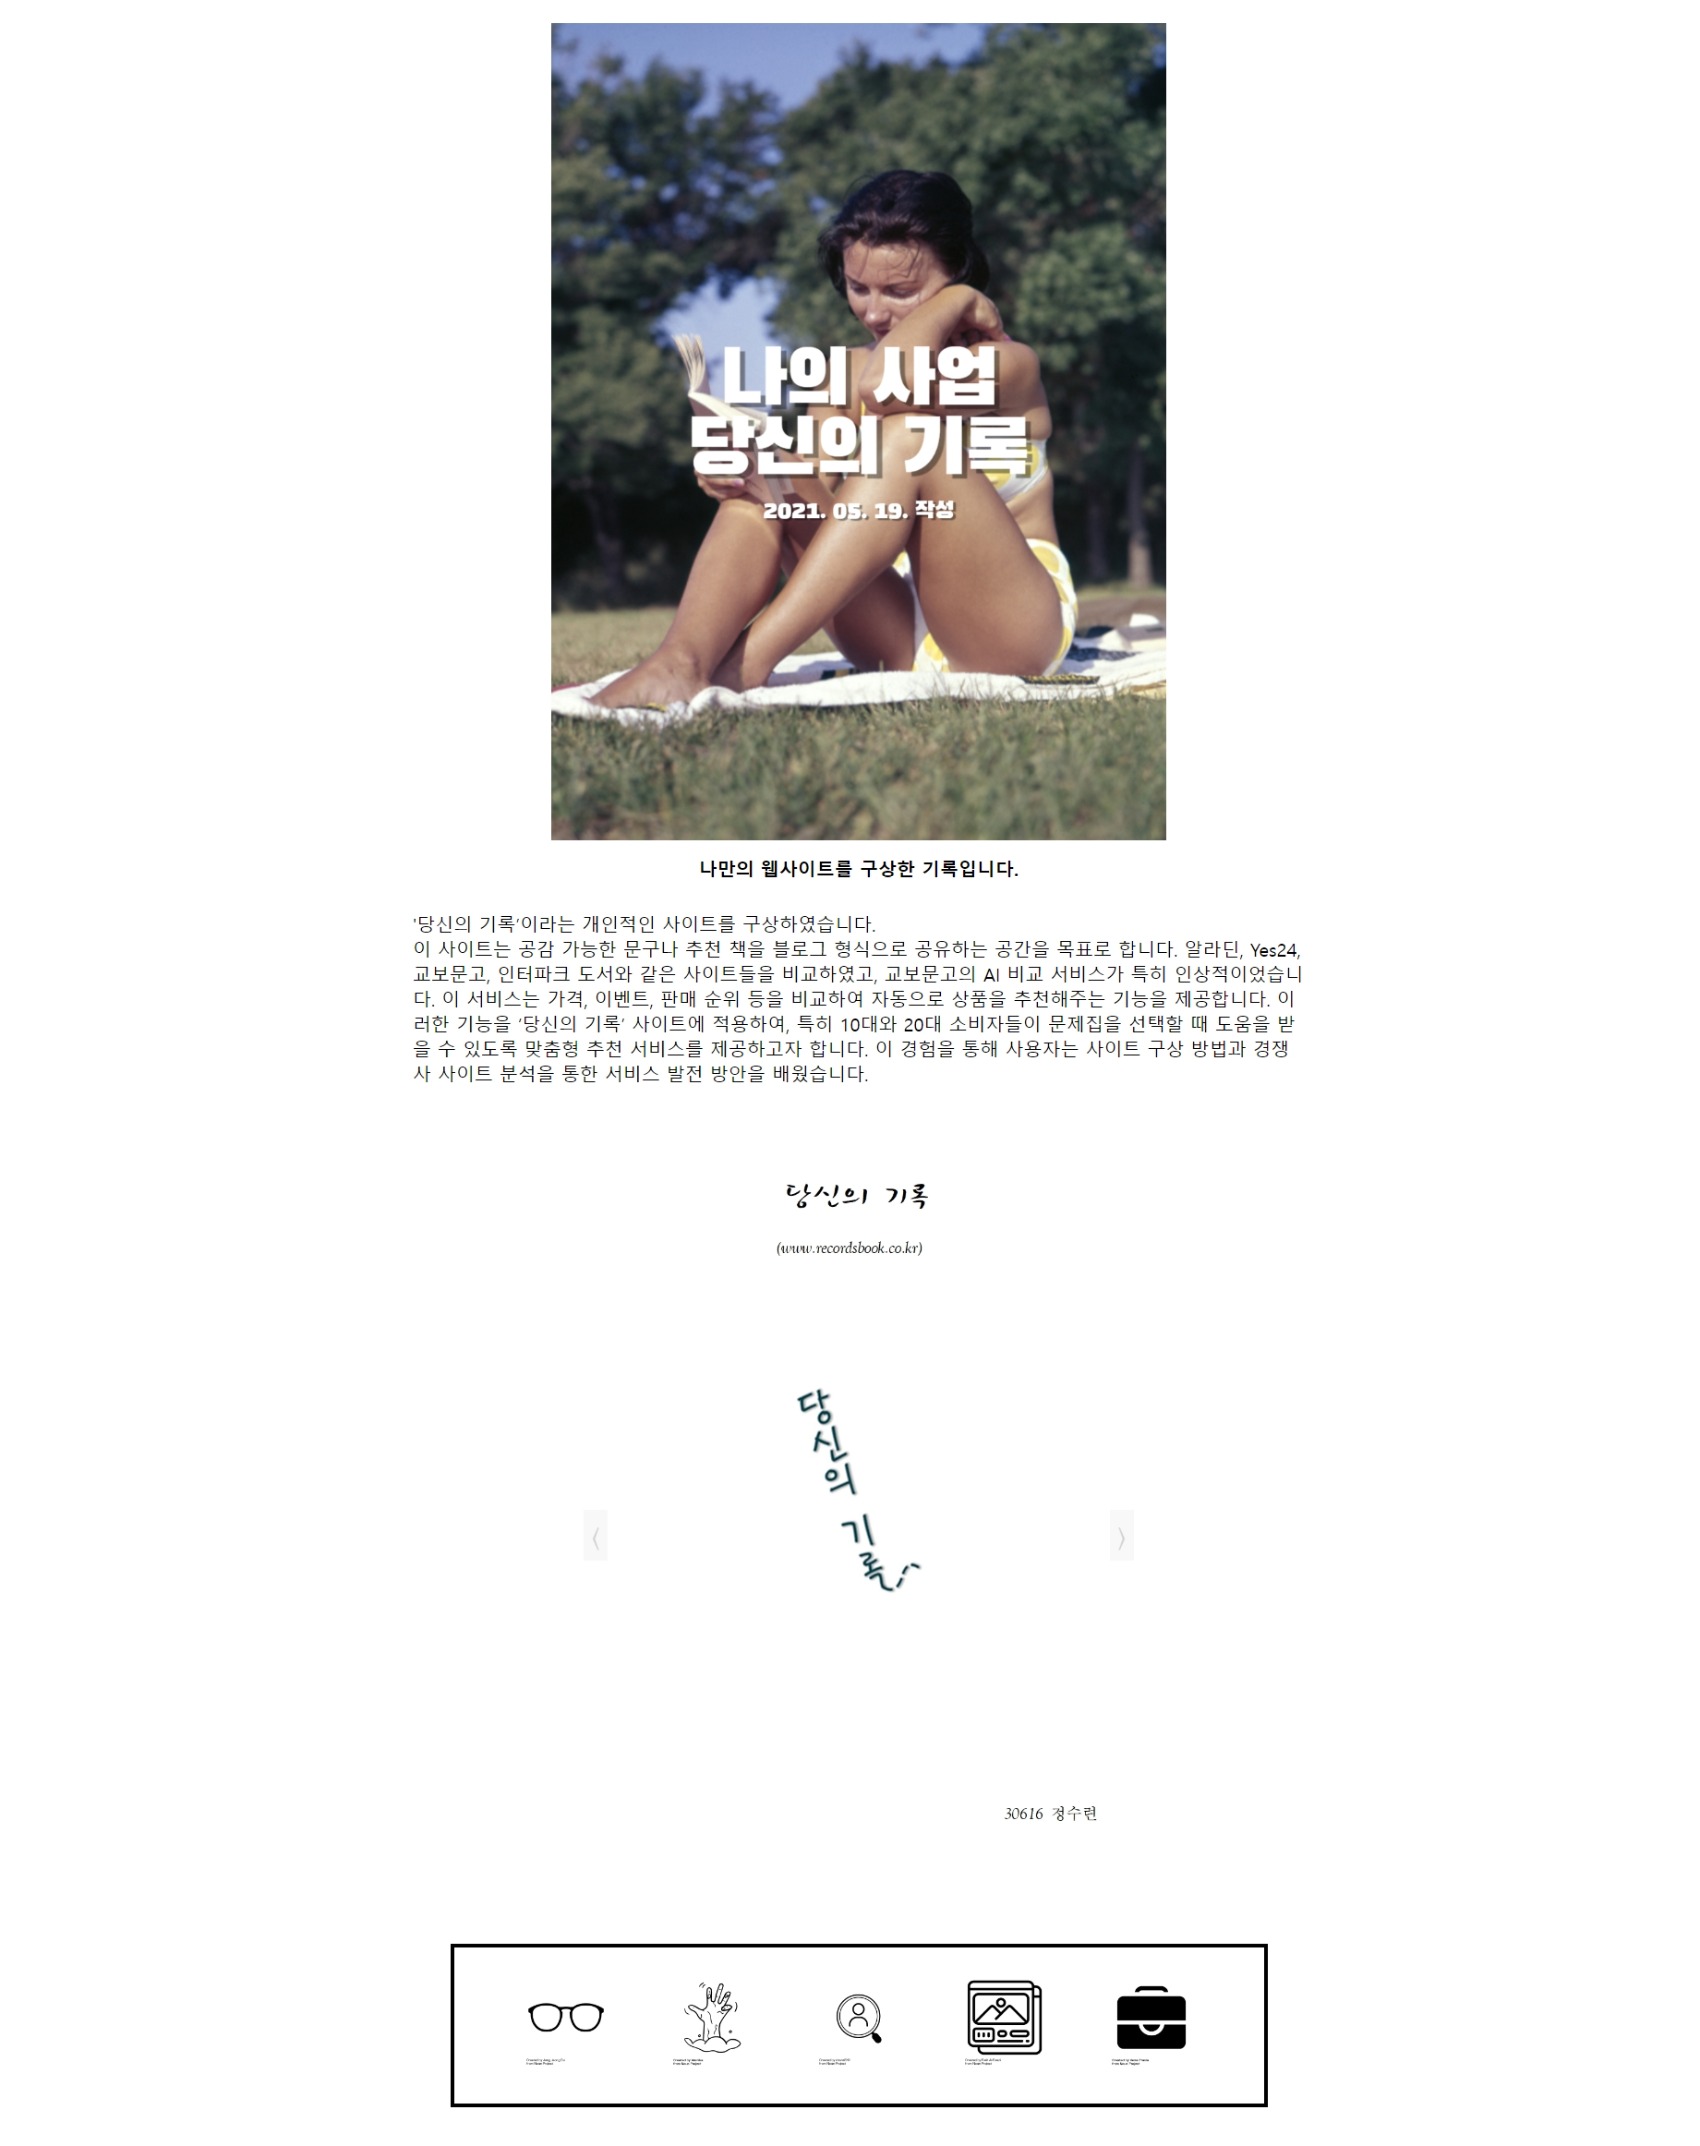 나의 사업
당신의 기록
2021. 05. 19. 작성
나만의 웹사이트를 구상한 기록입니다.
'당신의 기록'이라는 개인적인 사이트를 구상하였습니다.
이 사이트는 공감 가능한 문구나 추천 책을 블로그 형식으로 공유하는 공간을 목표로 합니다. 알라딘, Yes24,
교보문고, 인터파크 도서와 같은 사이트들을 비교하였고, 교보문고의 AI 비교 서비스가 특히 인상적이었습니
다. 이 서비스는 가격, 이벤트, 판매 순위 등을 비교하여 자동으로 상품을 추천해주는 기능을 제공합니다. 이
러한 기능을 '당신의 기록' 사이트에 적용하여, 특히 10대와 20대 소비자들이 문제집을 선택할 때 도움을 받
을 수 있도록 맞춤형 추천 서비스를 제공하고자 합니다. 이 경험을 통해 사용자는 사이트 구상 방법과 경쟁
사 사이트 분석을 통한 서비스 발전 방안을 배웠습니다.
당신의 기록
(www.recordsbook.co.kr)
당
신
의
기
록
30616 정수련